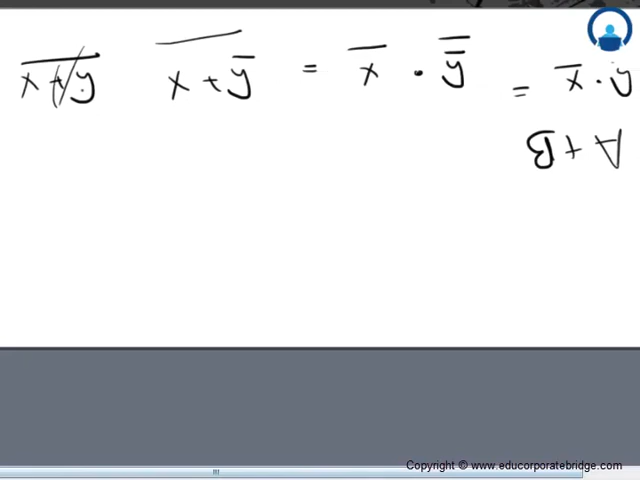 x + y x + y̅ = x̅ . y̿ = x̅ . y
A + B
Copyright © www.educorporatebridge.com